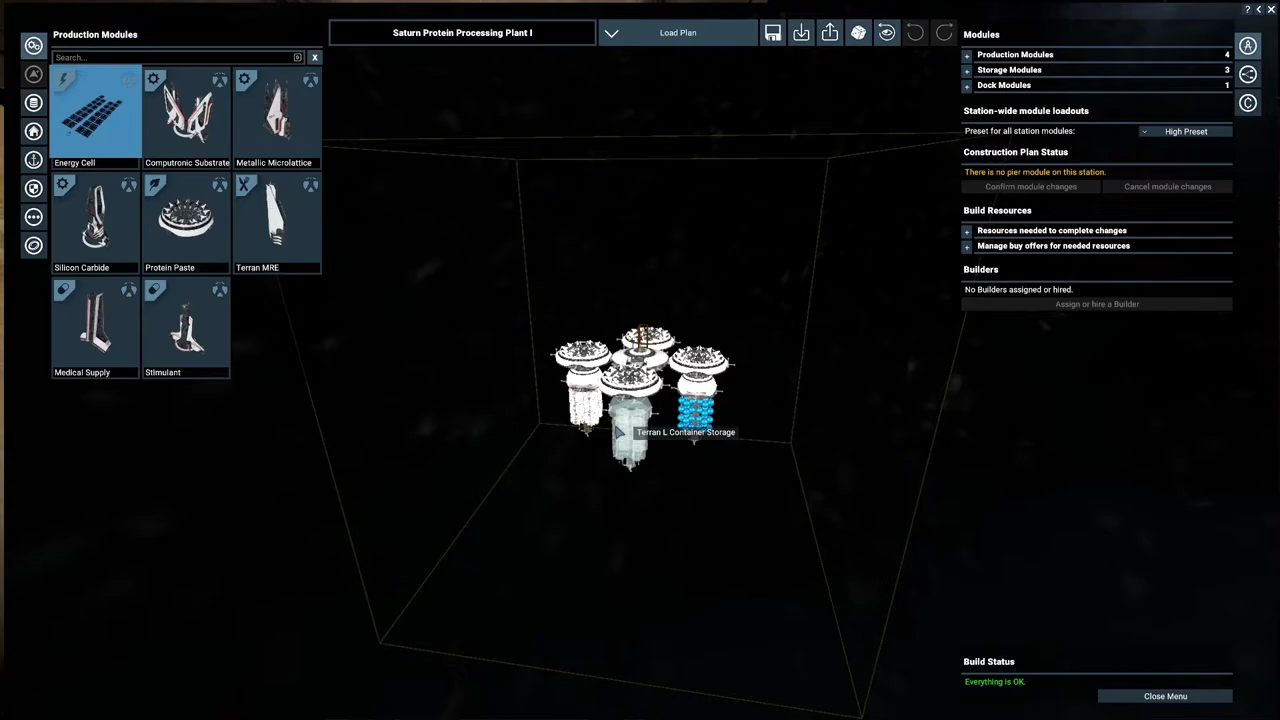 Production Modules
Search...
X
Energy Cell
Computronic Substrate
Metallic Microlattice
Silicon Carbide
Protein Paste
Terran MRE
Medical Supply
Stimulant
Saturn Protein Processing Plant I
Load Plan
Terran L Container Storage
?
Modules
+ Production Modules 4
+ Storage Modules 3
+ Dock Modules 1
Station-wide module loadouts
Preset for all station modules: High Preset
Construction Plan Status
There is no pier module on this station.
Confirm module changes Cancel module changes
Build Resources
+ Resources needed to complete changes
+ Manage buy offers for needed resources
Builders
No Builders assigned or hired.
Assign or hire a Builder
Build Status
Everything is OK.
Close Menu